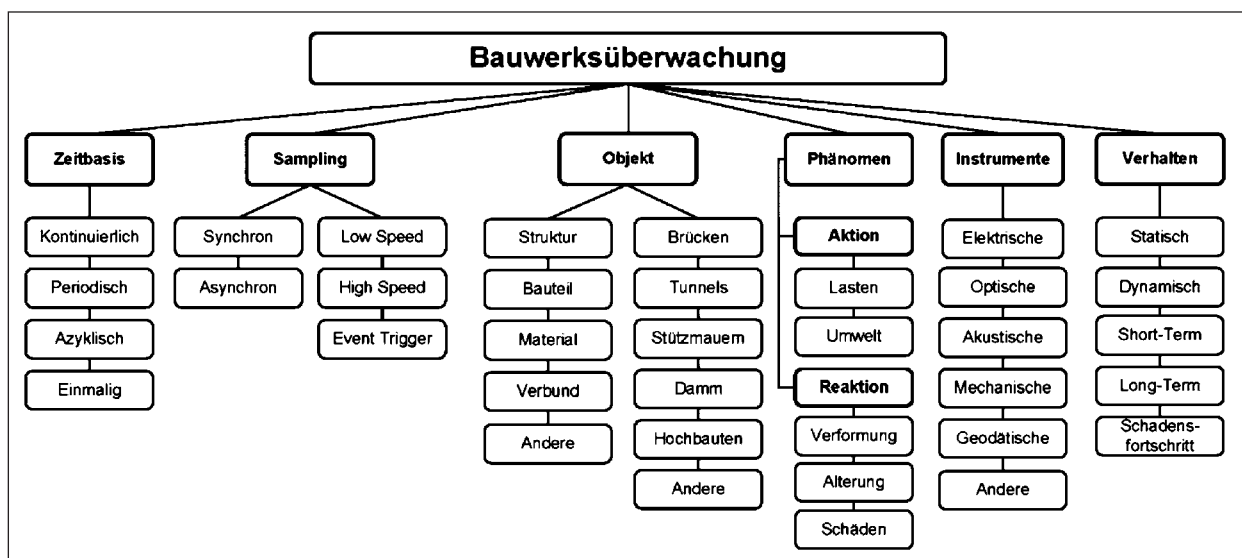 Bauwerksüberwachung
Zeitbasis
Kontinuierlich
Periodisch
Azyklisch
Einmalig
Sampling
Synchron
Asynchron
Low Speed
High Speed
Event Trigger
Objekt
Struktur
Bauteil
Material
Verbund
Andere
Brücken
Tunnels
Stützmauern
Damm
Hochbauten
Andere
Phänomen
Aktion
Lasten
Umwelt
Reaktion
Verformung
Alterung
Schäden
Instrumente
Elektrische
Optische
Akustische
Mechanische
Geodätische
Andere
Verhalten
Statisch
Dynamisch
Short-Term
Long-Term
Schadens-
fortschritt